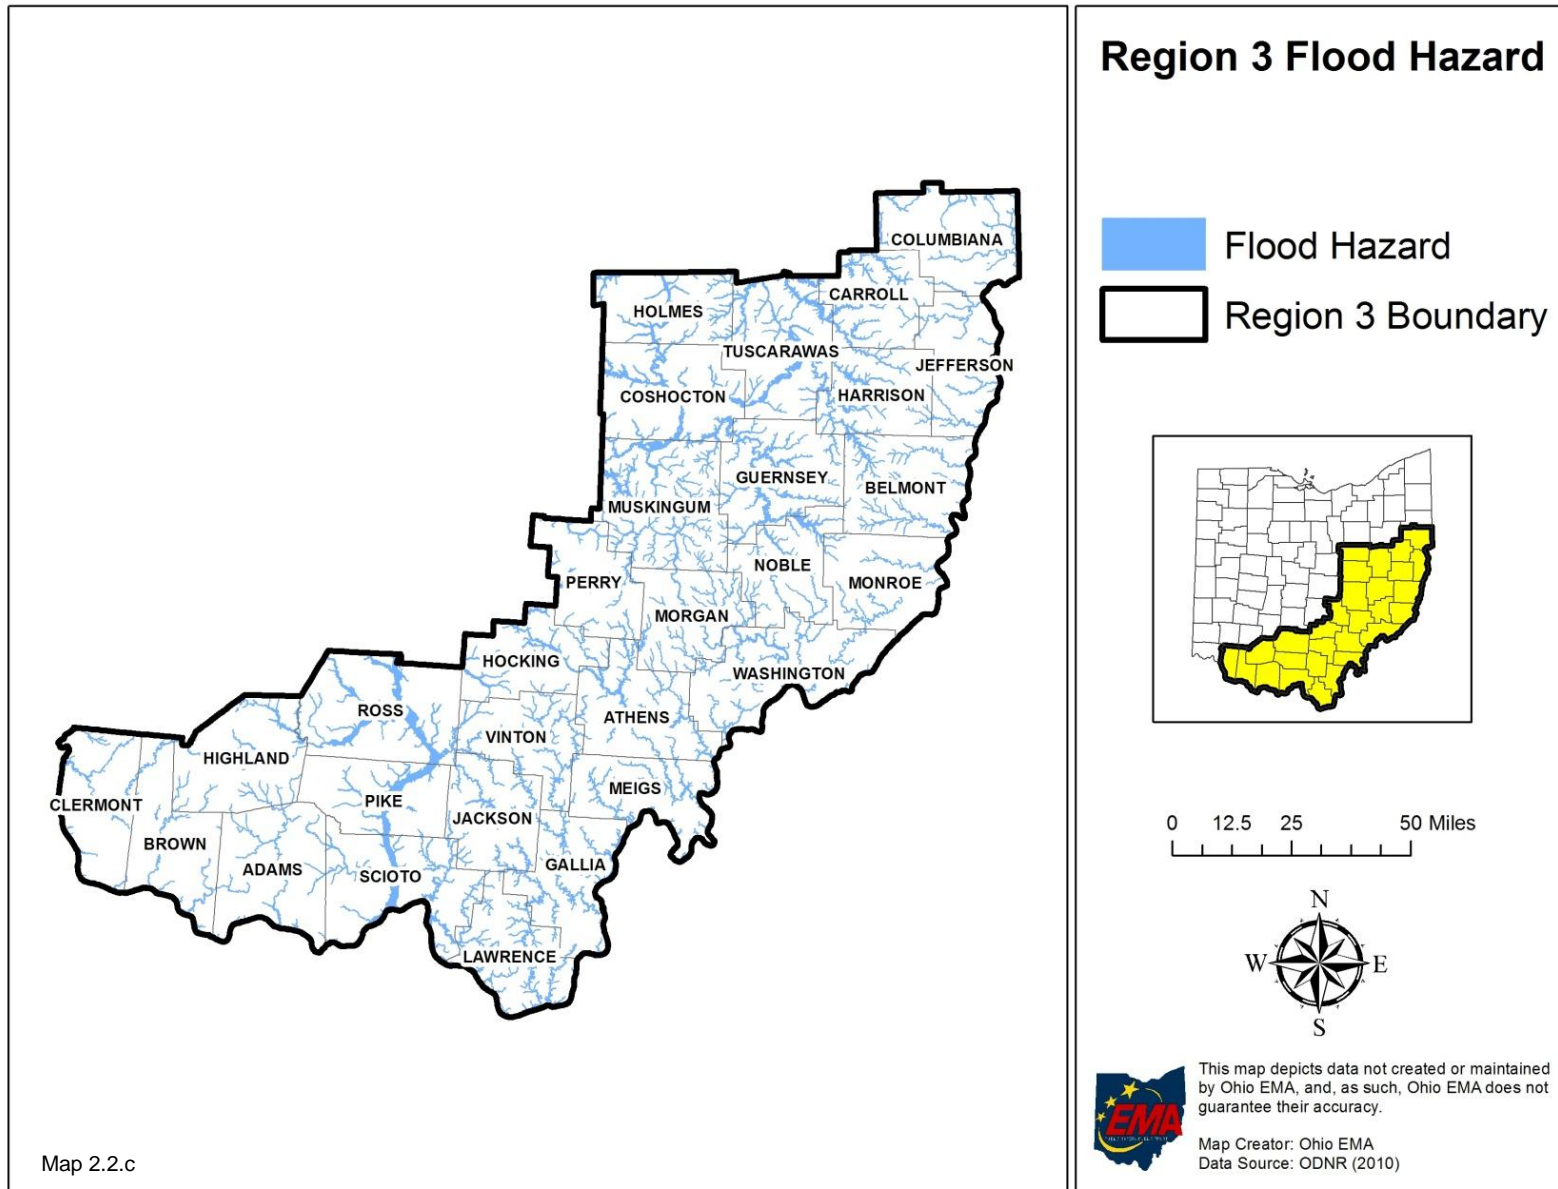 Region 3 Flood Hazard
Flood Hazard
Region 3 Boundary
COLUMBIANA
CARROLL
HOLMES
TUSCARAWAS
JEFFERSON
COSHOCTON
HARRISON
GUERNSEY
BELMONT
MUSKINGUM
NOBLE
PERRY
MONROE
MORGAN
HOCKING
WASHINGTON
ROSS
ATHENS
VINTON
HIGHLAND
MEIGS
CLERMONT
PIKE
JACKSON
BROWN
GALLIA
ADAMS
SCIOTO
LAWRENCE
0 12.5 25 50 Miles
N
W E
S
EMA
This map depicts data not created or maintained
by Ohio EMA, and, as such, Ohio EMA does not
guarantee their accuracy.
Map Creator: Ohio EMA
Data Source: ODNR (2010)
Map 2.2.c